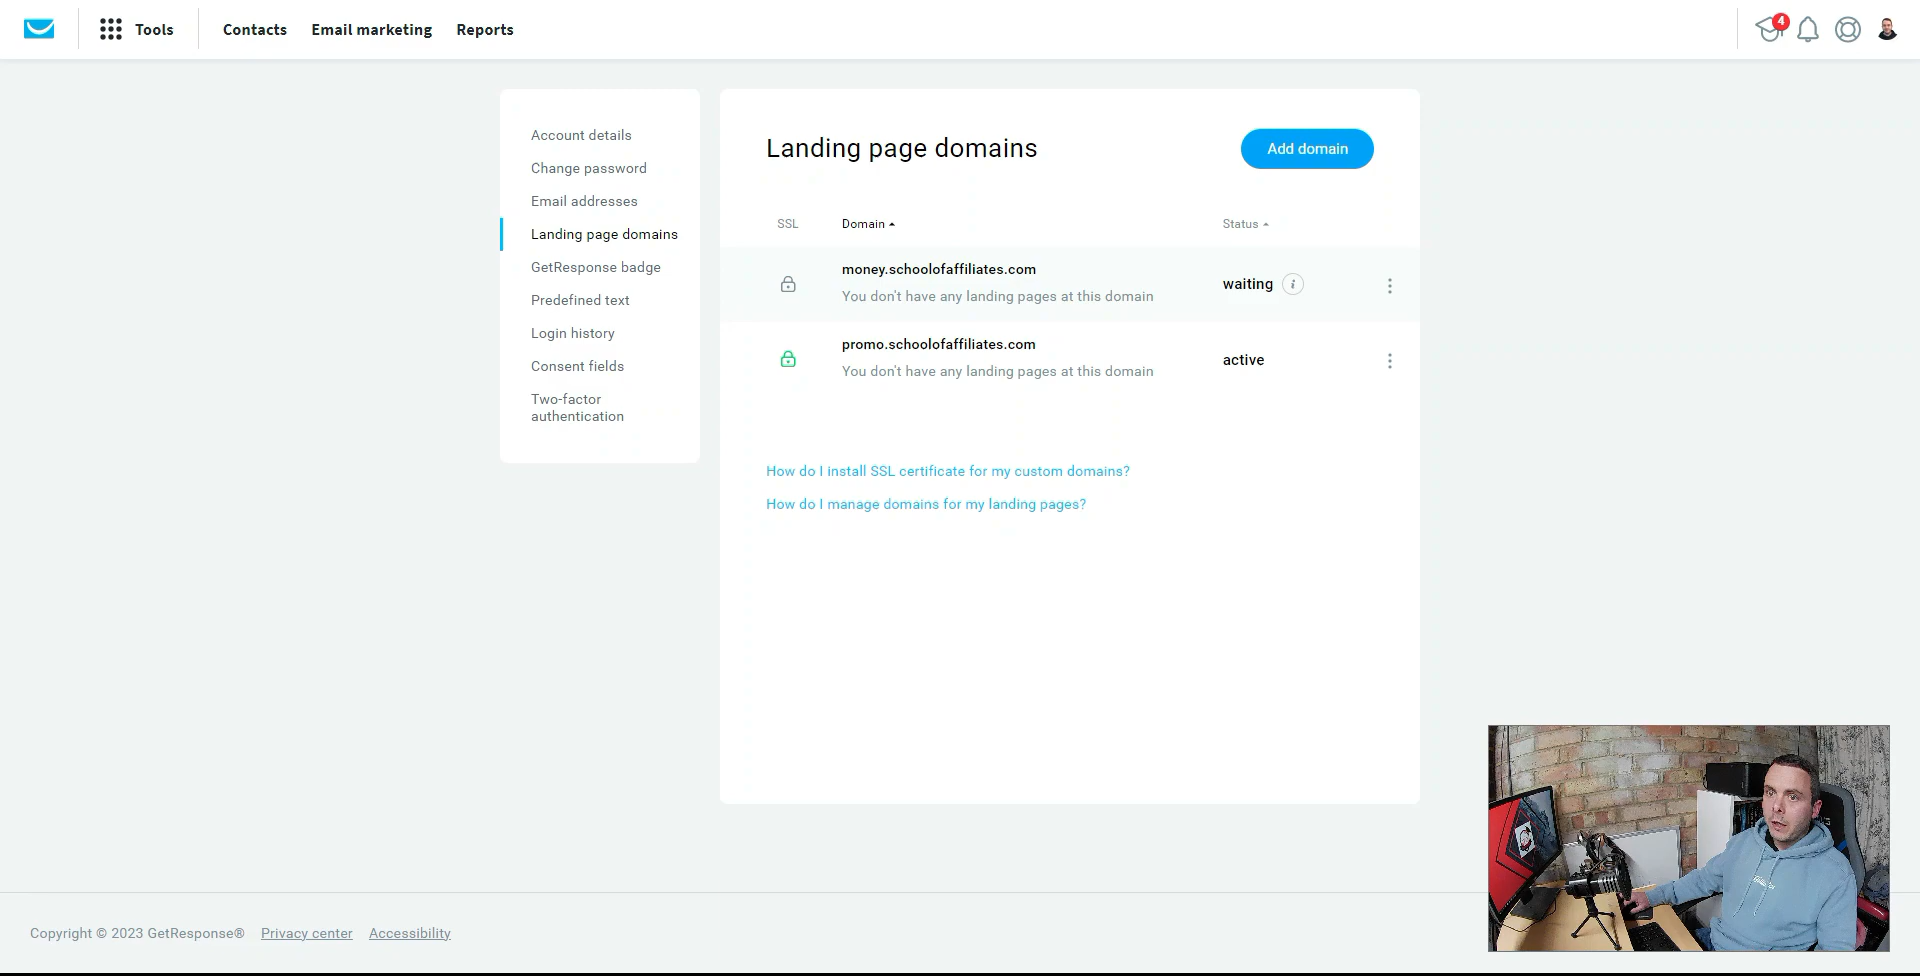 Tools
Contacts
Email marketing
Reports
4
Account details
Change password
Email addresses
Landing page domains
GetResponse badge
Predefined text
Login history
Consent fields
Two-factor
authentication
Landing page domains
Add domain
SSL
Domain
Status
money.schoolofaffiliates.com
You don't have any landing pages at this domain
waiting
i
promo.schoolofaffiliates.com
You don't have any landing pages at this domain
active
How do I install SSL certificate for my custom domains?
How do I manage domains for my landing pages?
Copyright © 2023 GetResponse®
Privacy center
Accessibility